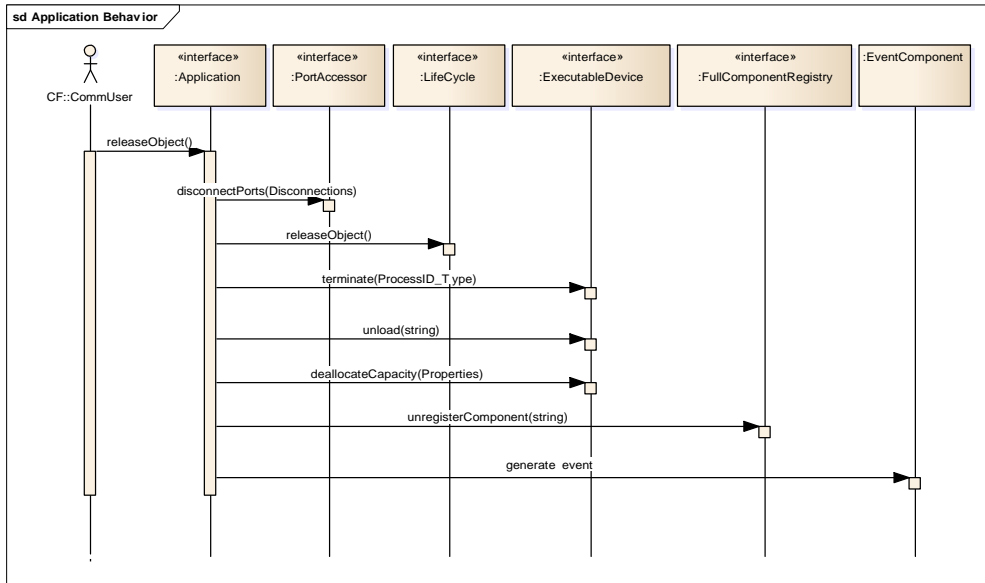 sd Application Behavior
CF::CommUser
«interface»
:Application
«interface»
:PortAccessor
«interface»
:LifeCycle
«interface»
:ExecutableDevice
«interface»
:FullComponentRegistry
:EventComponent
releaseObject()
disconnectPorts(Disconnections)
releaseObject()
terminate(ProcessID_Type)
unload(string)
deallocateCapacity(Properties)
unregisterComponent(string)
generate event